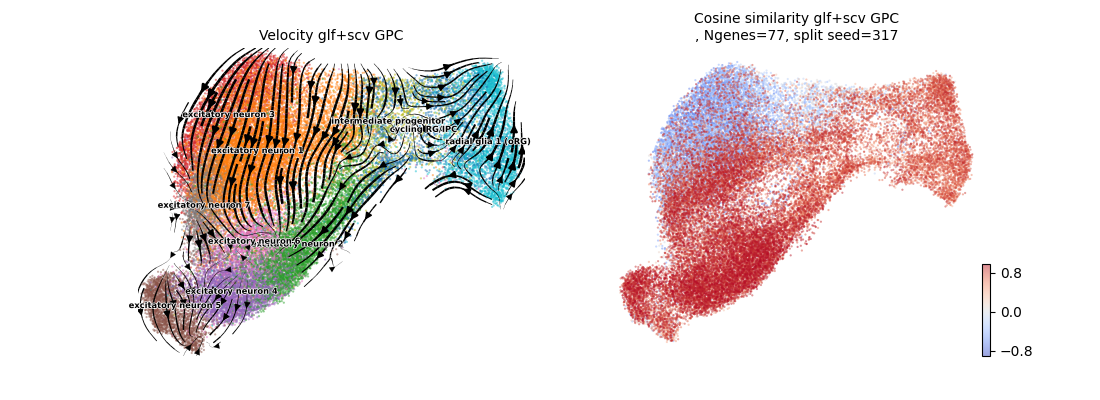 Velocity glf+scv GPC
Cosine similarity glf+scv GPC
, Ngenes=77, split seed=317
excitatory neuron 3
intermediate progenitor
cycling RG/IPC
radial glia 1 (oRG)
excitatory neuron 1
excitatory neuron 7
excitatory neuron 6
neuron 2
excitatory neuron 4
excitatory neuron 5
0.8
0.0
−0.8